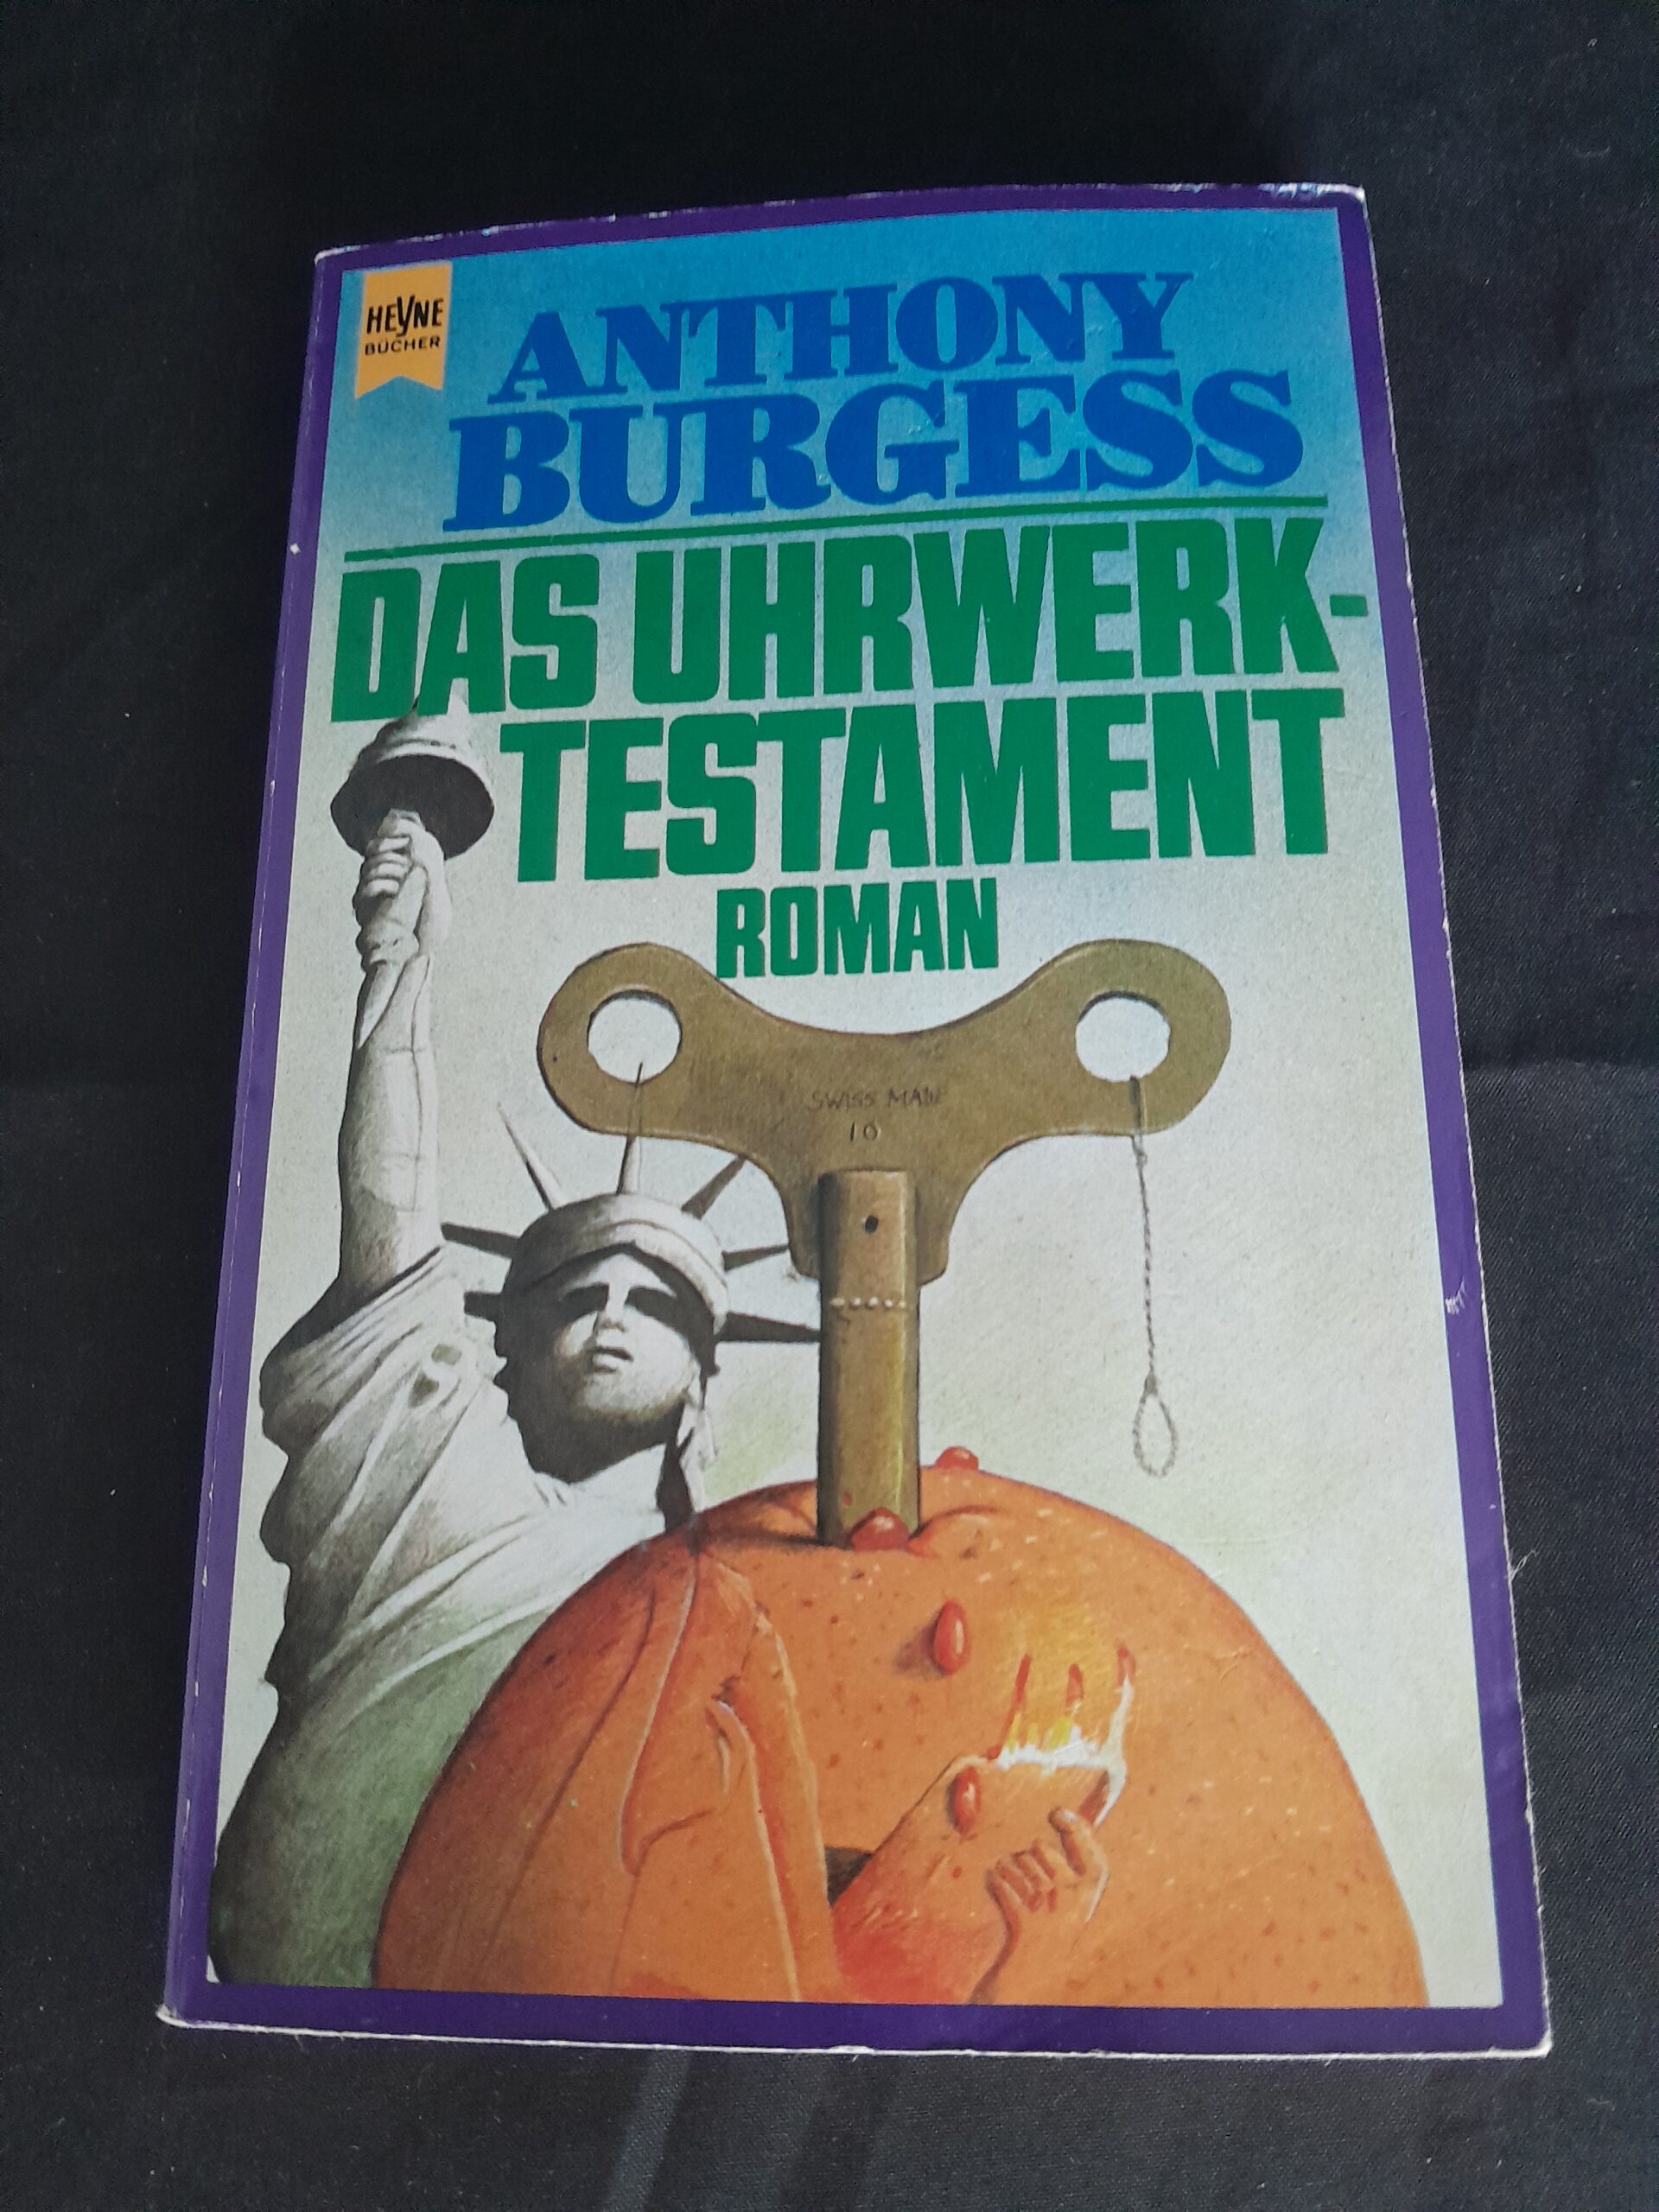 HEYNE
BÜCHER
ANTHONY
BURGESS
DAS UHRWERK-
TESTAMENT
ROMAN
SWISS MADE
10